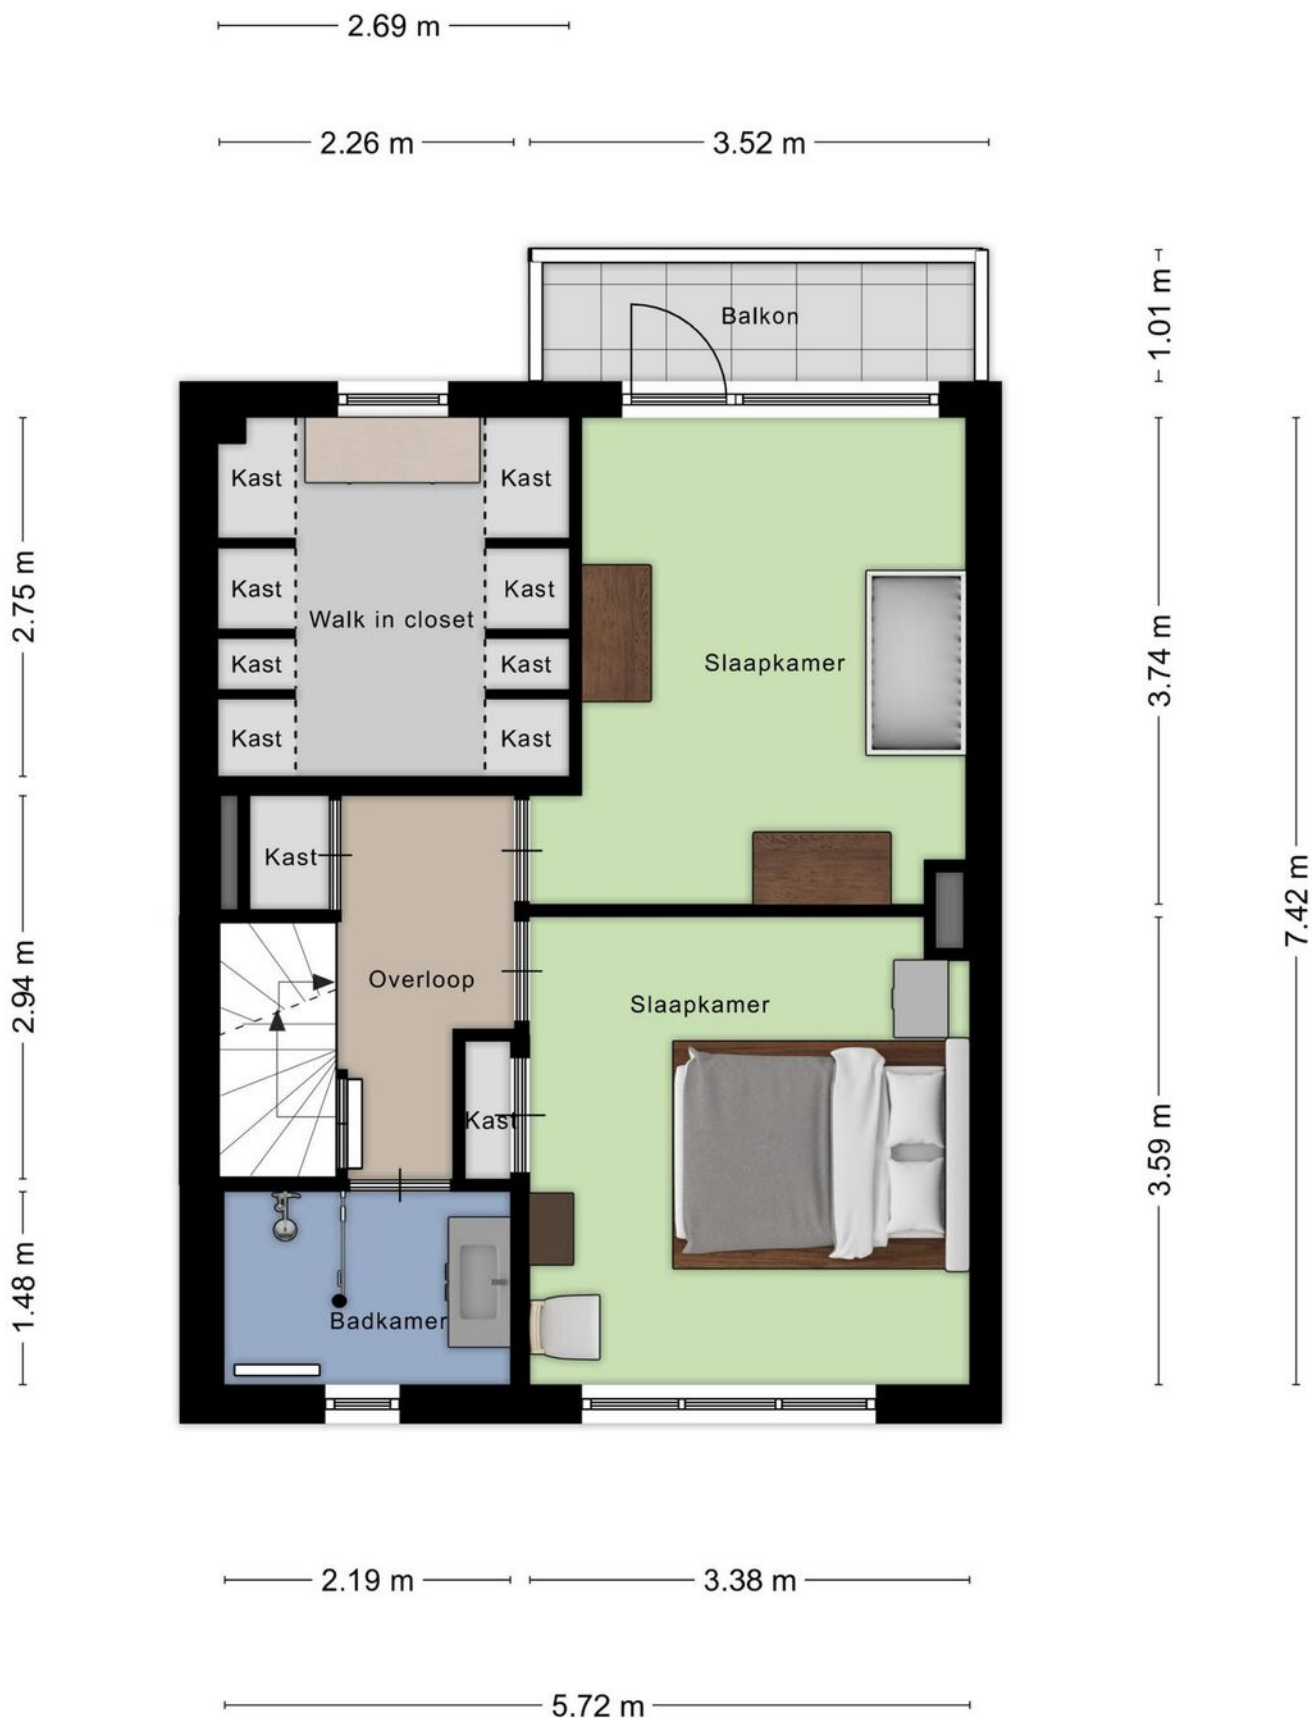 2.69 m
2.26 m
3.52 m
1.01 m
Balkon
Kast
Kast
2.75 m
Kast
Kast
Walk in closet
Kast
Kast
Slaapkamer
3.74 m
Kast
Kast
Kast
7.42 m
2.94 m
Overloop
Slaapkamer
Kast
3.59 m
1.48 m
Badkamer
2.19 m
3.38 m
5.72 m